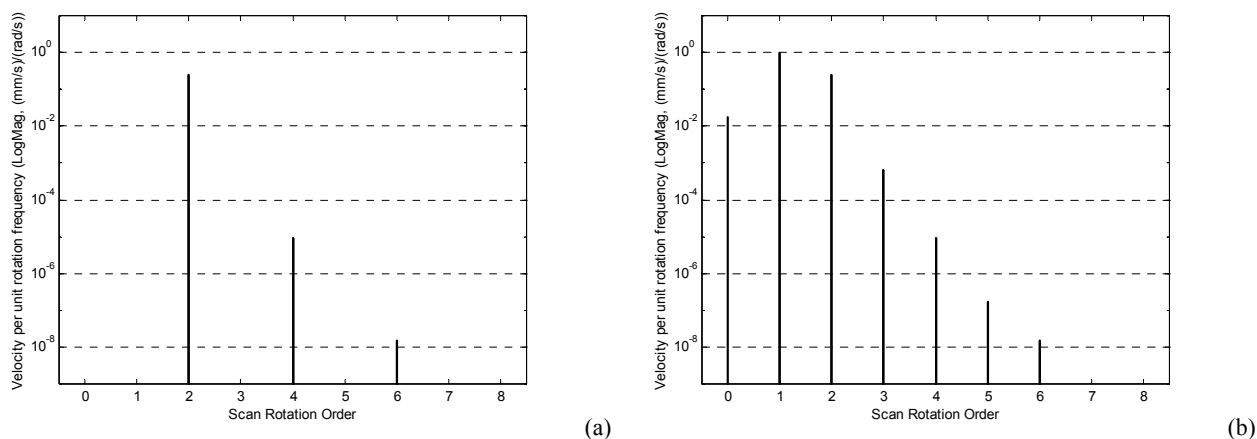 Velocity per unit rotation frequency (LogMag, (mm/s)/(rad/s))
10^0
10^-2
10^-4
10^-6
10^-8
0 1 2 3 4 5 6 7 8
Scan Rotation Order
(a)
Velocity per unit rotation frequency (LogMag, (mm/s)/(rad/s))
10^0
10^-2
10^-4
10^-6
10^-8
0 1 2 3 4 5 6 7 8
Scan Rotation Order
(b)